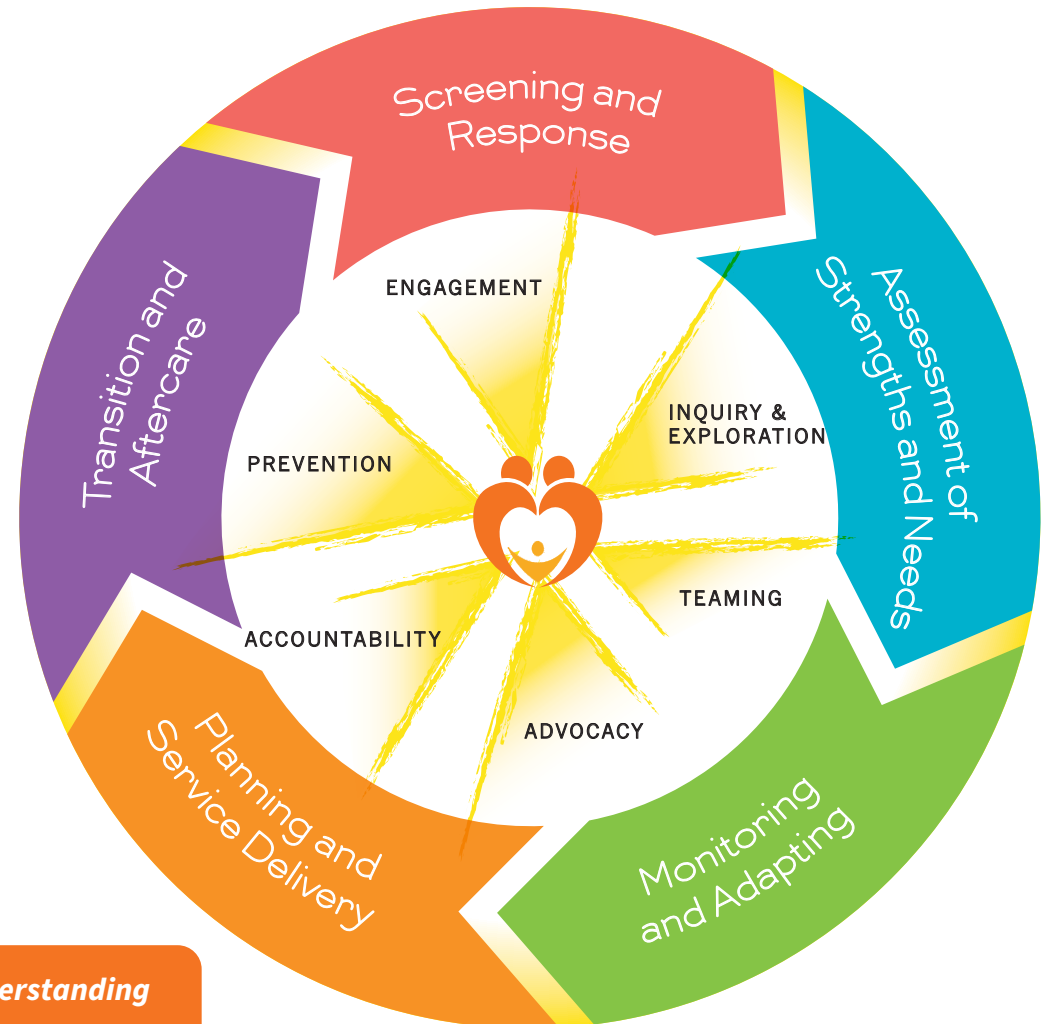 Screening and
Response
Assessment of
Strengths and Needs
Monitoring
and Adapting
Planning and
Service Delivery
Transition and
Aftercare
ENGAGEMENT
INQUIRY &
EXPLORATION
TEAMING
ADVOCACY
ACCOUNTABILITY
PREVENTION
erstanding